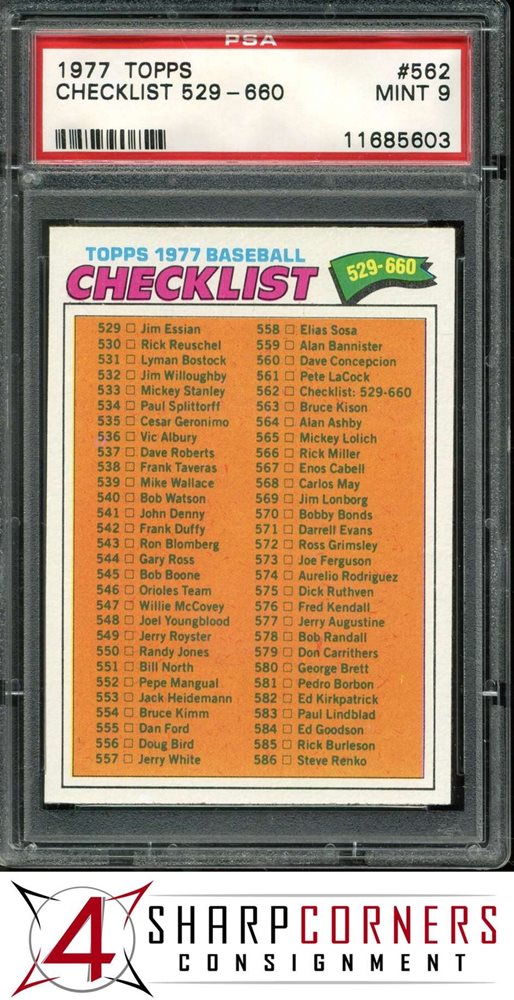 PSA
1977 TOPPS #562
CHECKLIST 529-660 MINT 9
11685603
TOPPS 1977 BASEBALL
CHECKLIST 529-660
529 Jim Essian
530 Rick Reuschel
531 Lyman Bostock
532 Jim Willoughby
533 Mickey Stanley
534 Paul Splittorff
535 Cesar Geronimo
536 Vic Albury
537 Dave Roberts
538 Frank Taveras
539 Mike Wallace
540 Bob Watson
541 John Denny
542 Frank Duffy
543 Ron Blomberg
544 Gary Ross
545 Bob Boone
546 Orioles Team
547 Willie McCovey
548 Joel Youngblood
549 Jerry Royster
550 Randy Jones
551 Bill North
552 Pepe Mangual
553 Jack Heidemann
554 Bruce Kimm
555 Dan Ford
556 Doug Bird
557 Jerry White
558 Elias Sosa
559 Alan Bannister
560 Dave Concepcion
561 Pete LaCock
562 Checklist: 529-660
563 Bruce Kison
564 Alan Ashby
565 Mickey Lolich
566 Rick Miller
567 Enos Cabell
568 Carlos May
569 Jim Lonborg
570 Bobby Bonds
571 Darrell Evans
572 Ross Grimsley
573 Joe Ferguson
574 Aurelio Rodriguez
575 Dick Ruthven
576 Fred Kendall
577 Jerry Augustine
578 Bob Randall
579 Don Carrithers
580 George Brett
581 Pedro Borbon
582 Ed Kirkpatrick
583 Paul Lindblad
584 Ed Goodson
585 Rick Burleson
586 Steve Renko
4 SHARPCORNERS
CONSIGNMENT